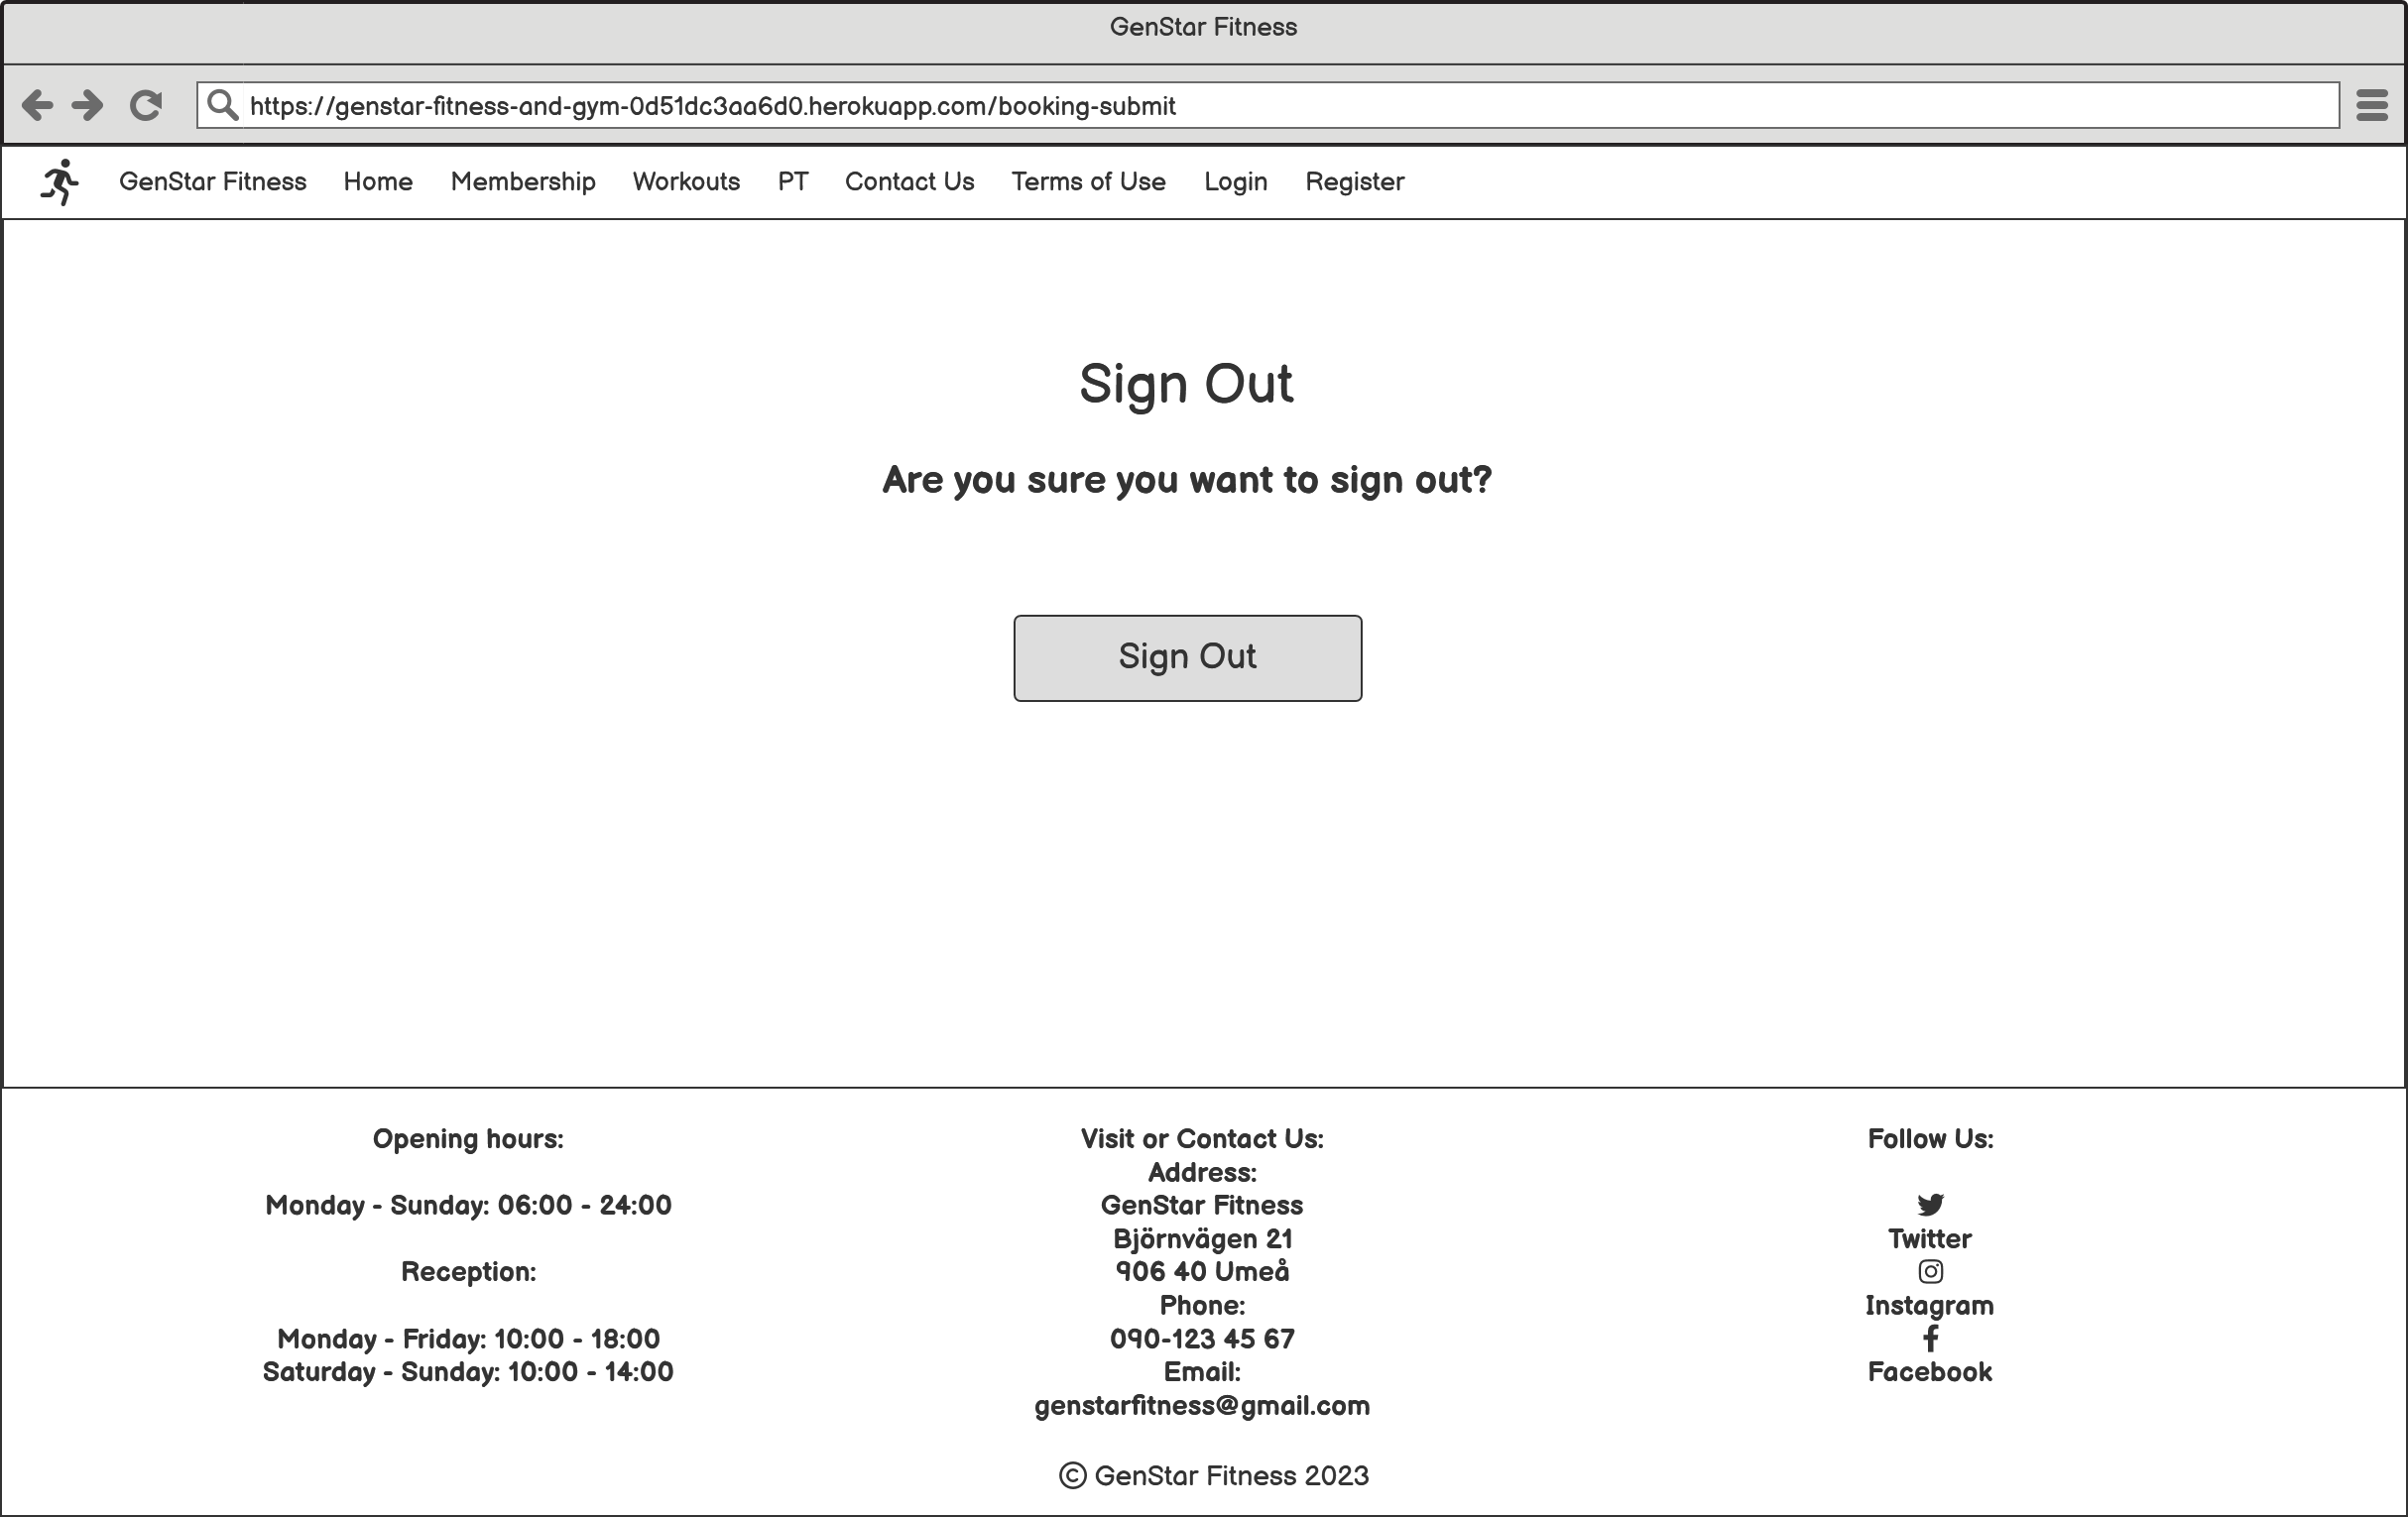 GenStar Fitness
https://genstar-fitness-and-gym-0d51dc3aa6d0.herokuapp.com/booking-submit
GenStar Fitness Home Membership Workouts PT Contact Us Terms of Use Login Register
Sign Out
Are you sure you want to sign out?
Sign Out
Opening hours:
Monday - Sunday: 06:00 - 24:00
Reception:
Monday - Friday: 10:00 - 18:00
Saturday - Sunday: 10:00 - 14:00
Visit or Contact Us:
Address:
GenStar Fitness
Björnvägen 21
906 40 Umeå
Phone:
090-123 45 67
Email:
genstarfitness@gmail.com
Follow Us:
Twitter
Instagram
Facebook
© GenStar Fitness 2023